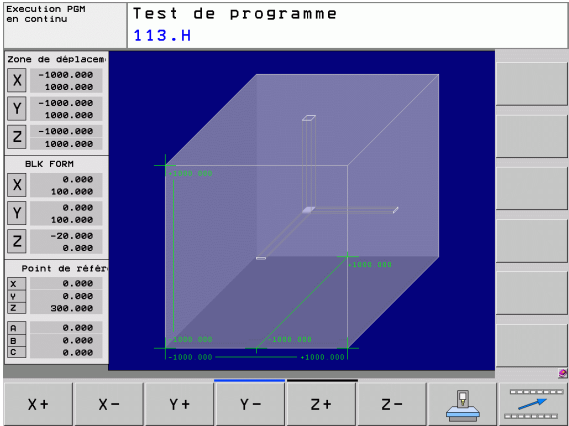 Execution PGM
en continu
Test de programme
113.H
Zone de déplacem
X -1000.000
1000.000
Y -1000.000
1000.000
Z -1000.000
1000.000
BLK FORM
X 0.000
100.000
Y 0.000
100.000
Z -20.000
0.000
Point de référ
X 0.000
Y 0.000
Z 300.000
A 0.000
B 0.000
C 0.000
+1000.000
+1000.000
-1000.000
-1000.000
-1000.000 +1000.000
X+ X- Y+ Y- Z+ Z-